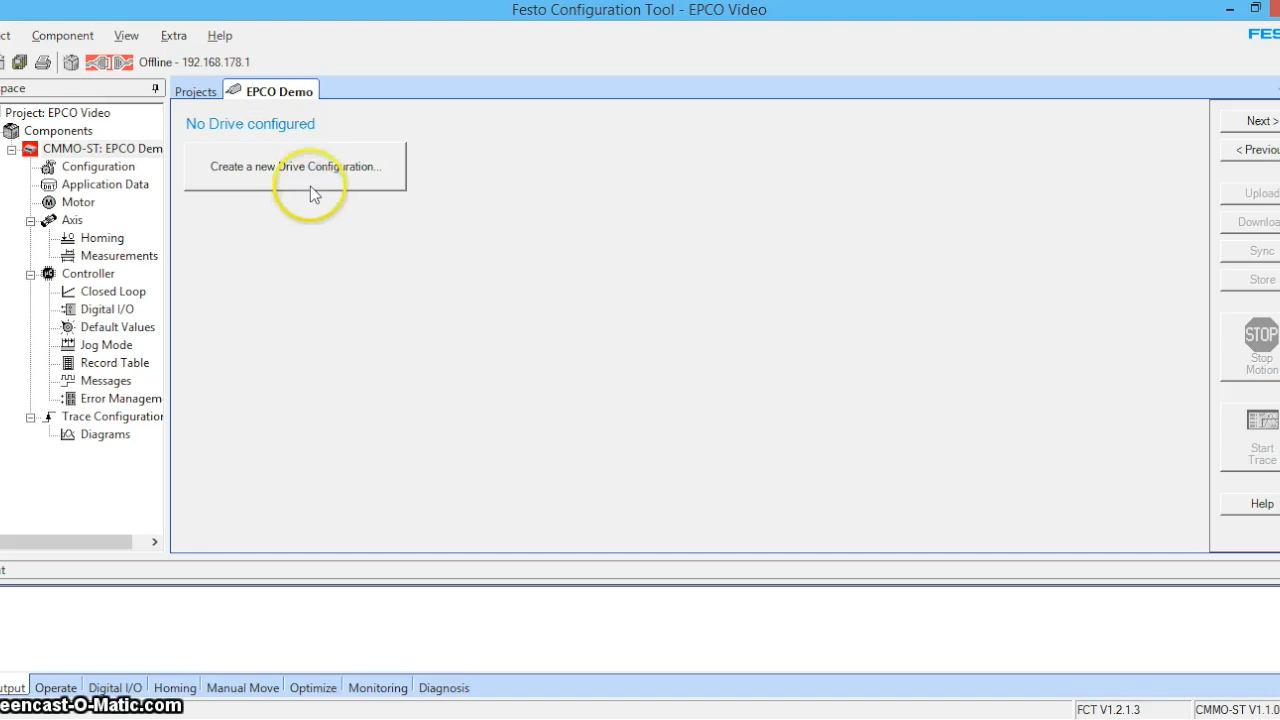 Festo Configuration Tool - EPCO Video
ct Component View Extra Help
FES
Offline - 192.168.178.1
pace
Projects EPCO Demo
Project: EPCO Video
Components
CMMO-ST: EPCO Dem
Configuration
Application Data
Motor
Axis
Homing
Measurements
Controller
Closed Loop
Digital I/O
Default Values
Jog Mode
Record Table
Messages
Error Managem
Trace Configuration
Diagrams
No Drive configured
Create a new Drive Configuration...
Next >
< Previou
Upload
Downloa
Sync
Store
STOP
Stop
Motion
Start
Trace
Help
ut
utput Operate Digital I/O Homing Manual Move Optimize Monitoring Diagnosis
reencast-O-Matic.com
FCT V1.2.1.3 CMMO-ST V1.1.0